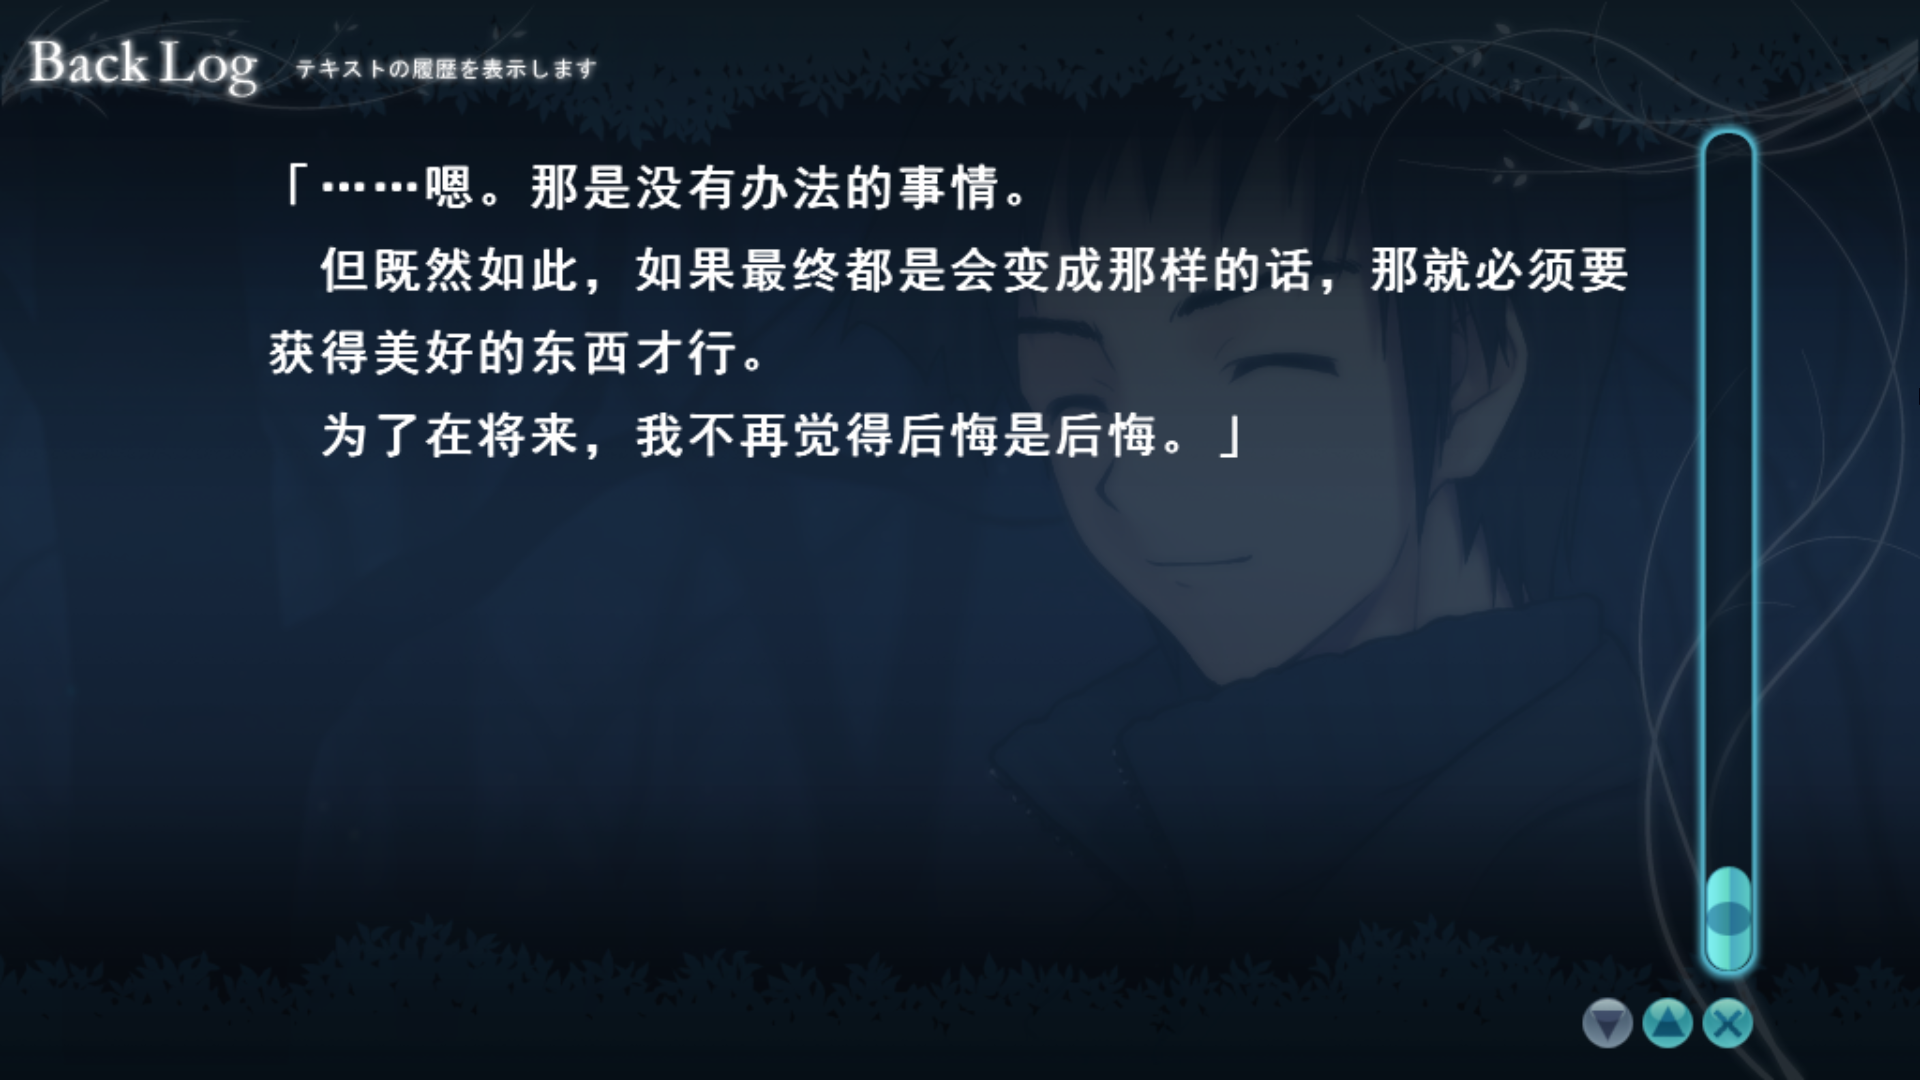 Back Log テキストの履歴を表示します
「……嗯。那是没有办法的事情。
但既然如此，如果最终都是会变成那样的话，那就必须要
获得美好的东西才行。
为了在将来，我不再觉得后悔是后悔。」